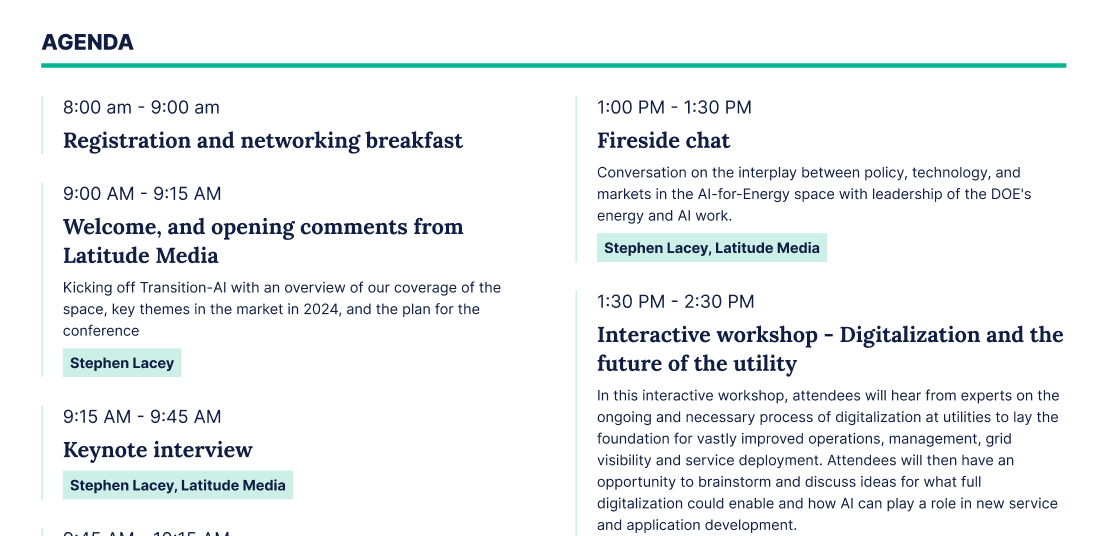 AGENDA
8:00 am - 9:00 am
Registration and networking breakfast
9:00 AM - 9:15 AM
Welcome, and opening comments from
Latitude Media
Kicking off Transition-AI with an overview of our coverage of the
space, key themes in the market in 2024, and the plan for the
conference
Stephen Lacey
9:15 AM - 9:45 AM
Keynote interview
Stephen Lacey, Latitude Media
9:45 AM - 12:15 AM
1:00 PM - 1:30 PM
Fireside chat
Conversation on the interplay between policy, technology, and
markets in the AI-for-Energy space with leadership of the DOE's
energy and AI work.
Stephen Lacey, Latitude Media
1:30 PM - 2:30 PM
Interactive workshop - Digitalization and the
future of the utility
In this interactive workshop, attendees will hear from experts on the
ongoing and necessary process of digitalization at utilities to lay the
foundation for vastly improved operations, management, grid
visibility and service deployment. Attendees will then have an
opportunity to brainstorm and discuss ideas for what full
digitalization could enable and how AI can play a role in new service
and application development.